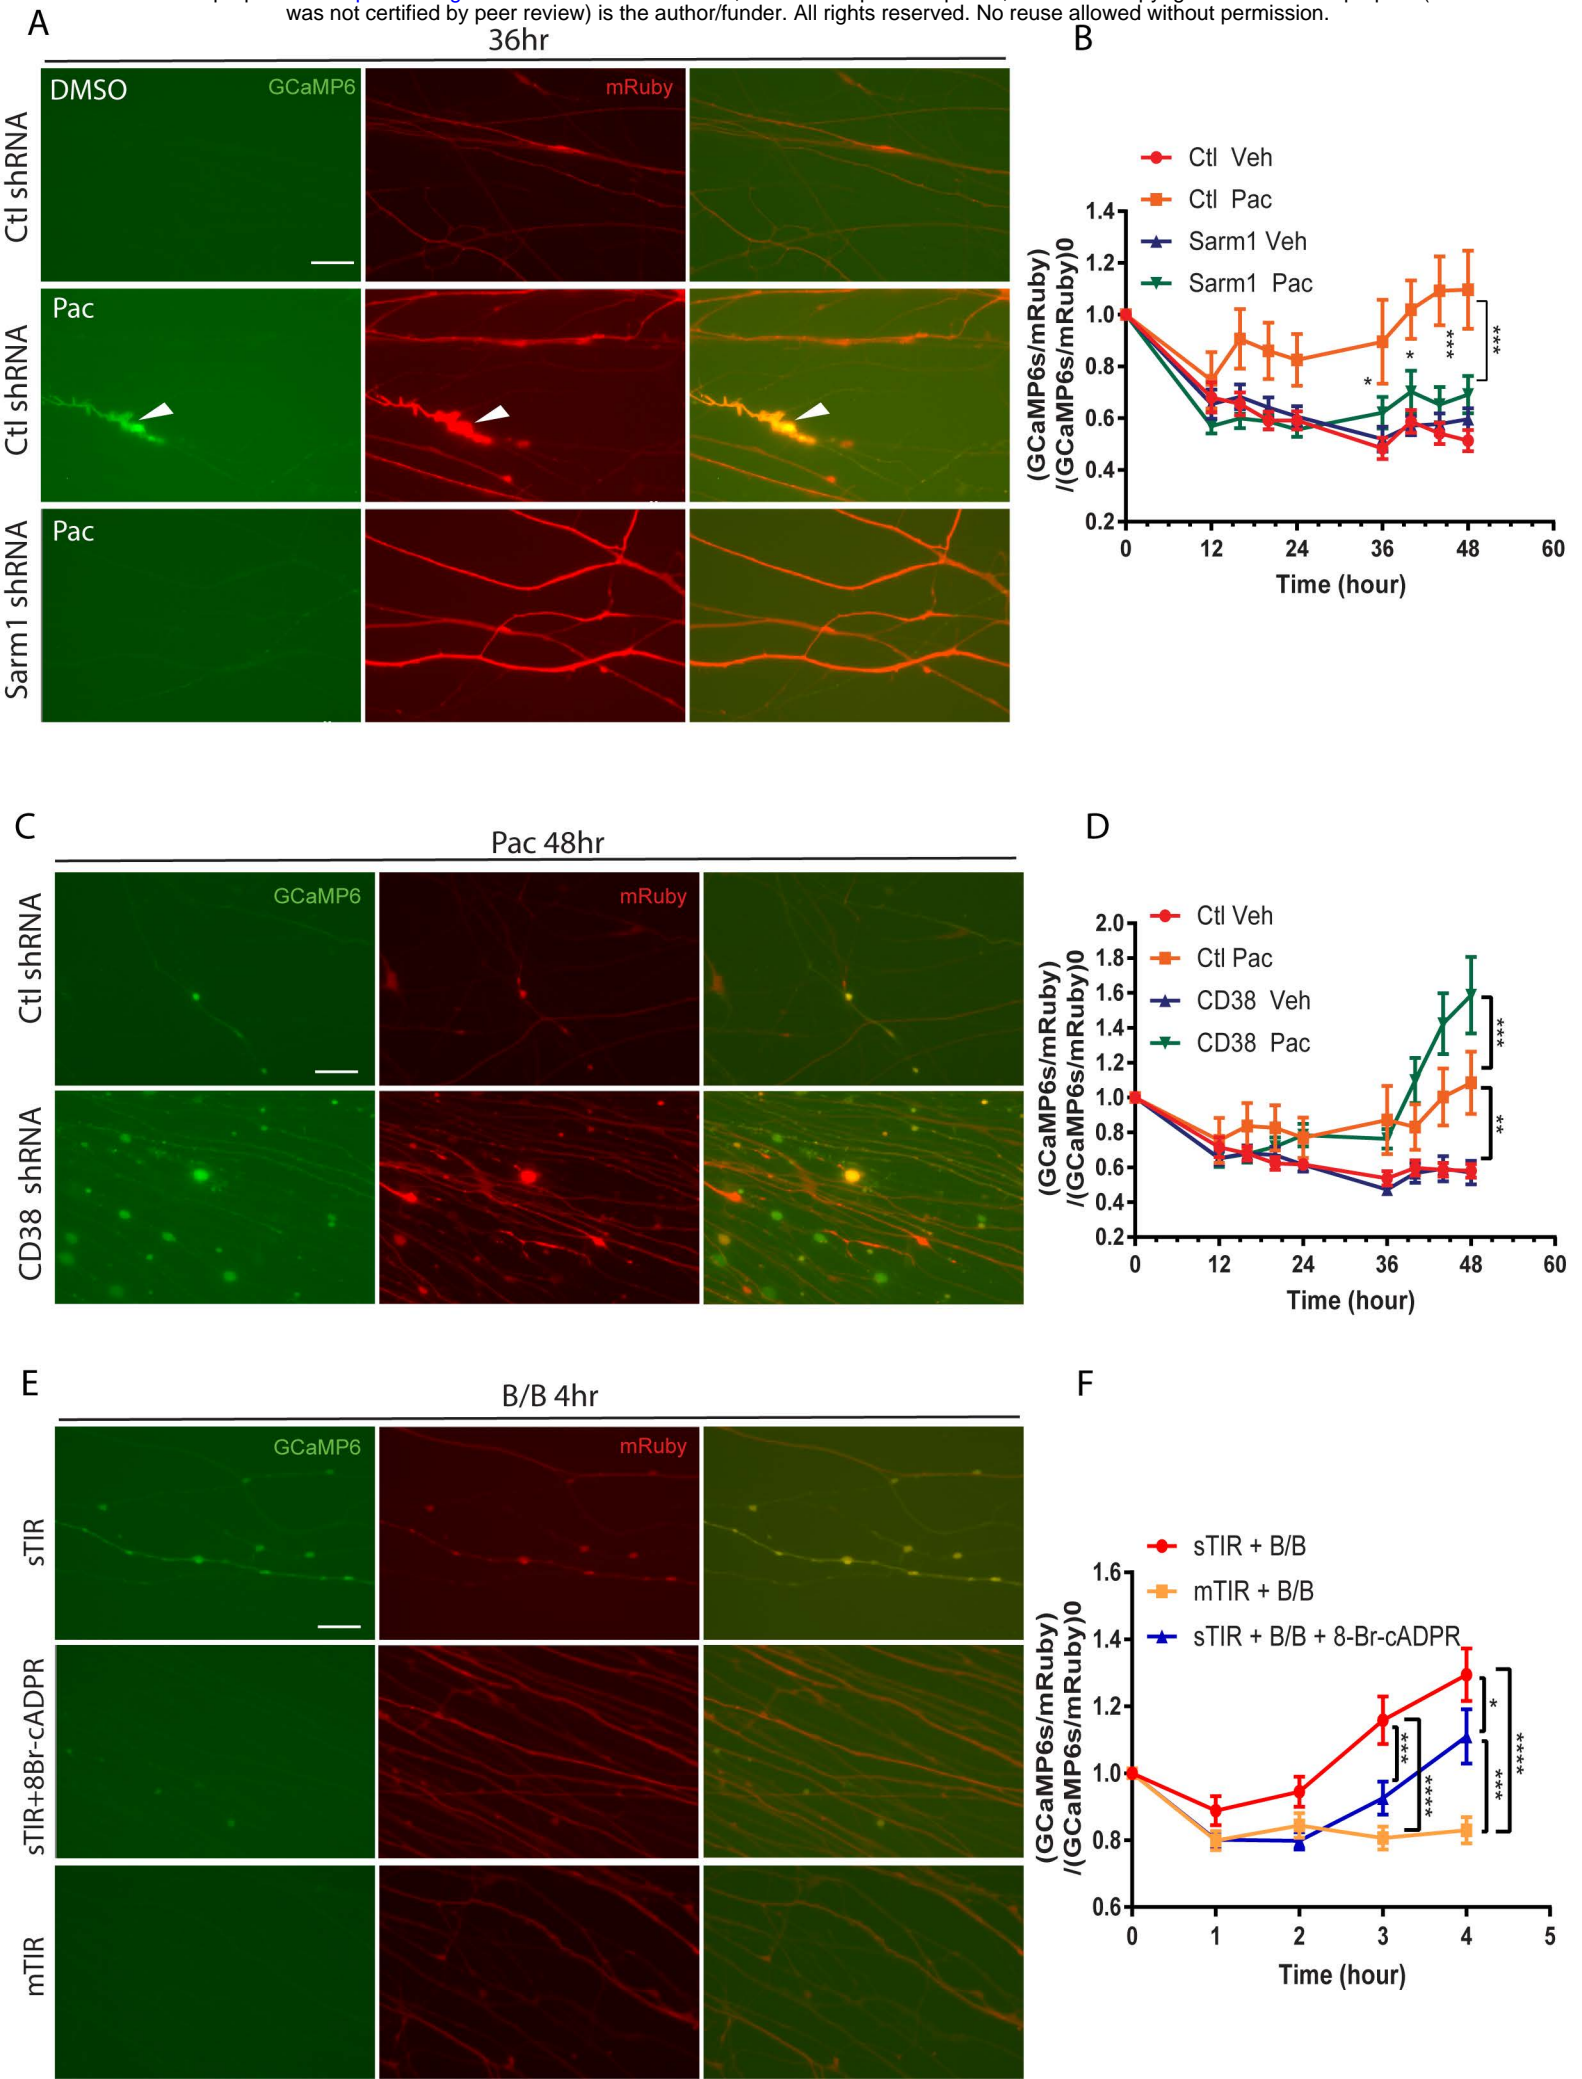 was not certified by peer review) is the author/funder. All rights reserved. No reuse allowed without permission.
A
36hr
DMSO
GCaMP6
mRuby
Ctl shRNA
Pac
Ctl shRNA
Pac
Sarm1 shRNA
B
Ctl Veh
Ctl Pac
Sarm1 Veh
Sarm1 Pac
(GCaMP6s/mRuby)
/(GCaMP6s/mRuby)0
1.4
1.2
1.0
0.8
0.6
0.4
0.2
*
*
***
***
0 12 24 36 48 60
Time (hour)
C
Pac 48hr
GCaMP6
mRuby
Ctl shRNA
CD38 shRNA
D
Ctl Veh
Ctl Pac
CD38 Veh
CD38 Pac
(GCaMP6s/mRuby)
/(GCaMP6s/mRuby)0
2.0
1.8
1.6
1.4
1.2
1.0
0.8
0.6
0.4
0.2
***
**
0 12 24 36 48 60
Time (hour)
E
B/B 4hr
GCaMP6
mRuby
sTIR
sTIR+8Br-cADPR
mTIR
F
sTIR + B/B
mTIR + B/B
sTIR + B/B + 8-Br-cADPR
(GCaMP6s/mRuby)
/(GCaMP6s/mRuby)0
1.6
1.4
1.2
1.0
0.8
0.6
***
****
*
***
****
0 1 2 3 4 5
Time (hour)